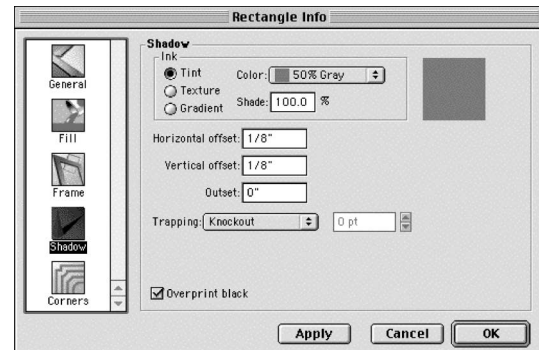 Rectangle Info
General
Fill
Frame
Shadow
Corners
Shadow
Ink
Tint
Texture
Gradient
Color: 50% Gray
Shade: 100.0 %
Horizontal offset: 1/8"
Vertical offset: 1/8"
Outset: 0"
Trapping: Knockout 0 pt
Overprint black
Apply Cancel OK